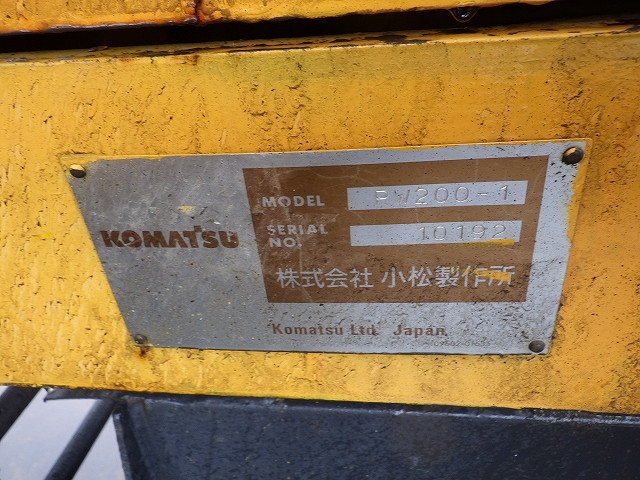 KOMATSU
MODEL PW200-1
SERIAL NO. 10192
株式会社 小松製作所
Komatsu Ltd. Japan